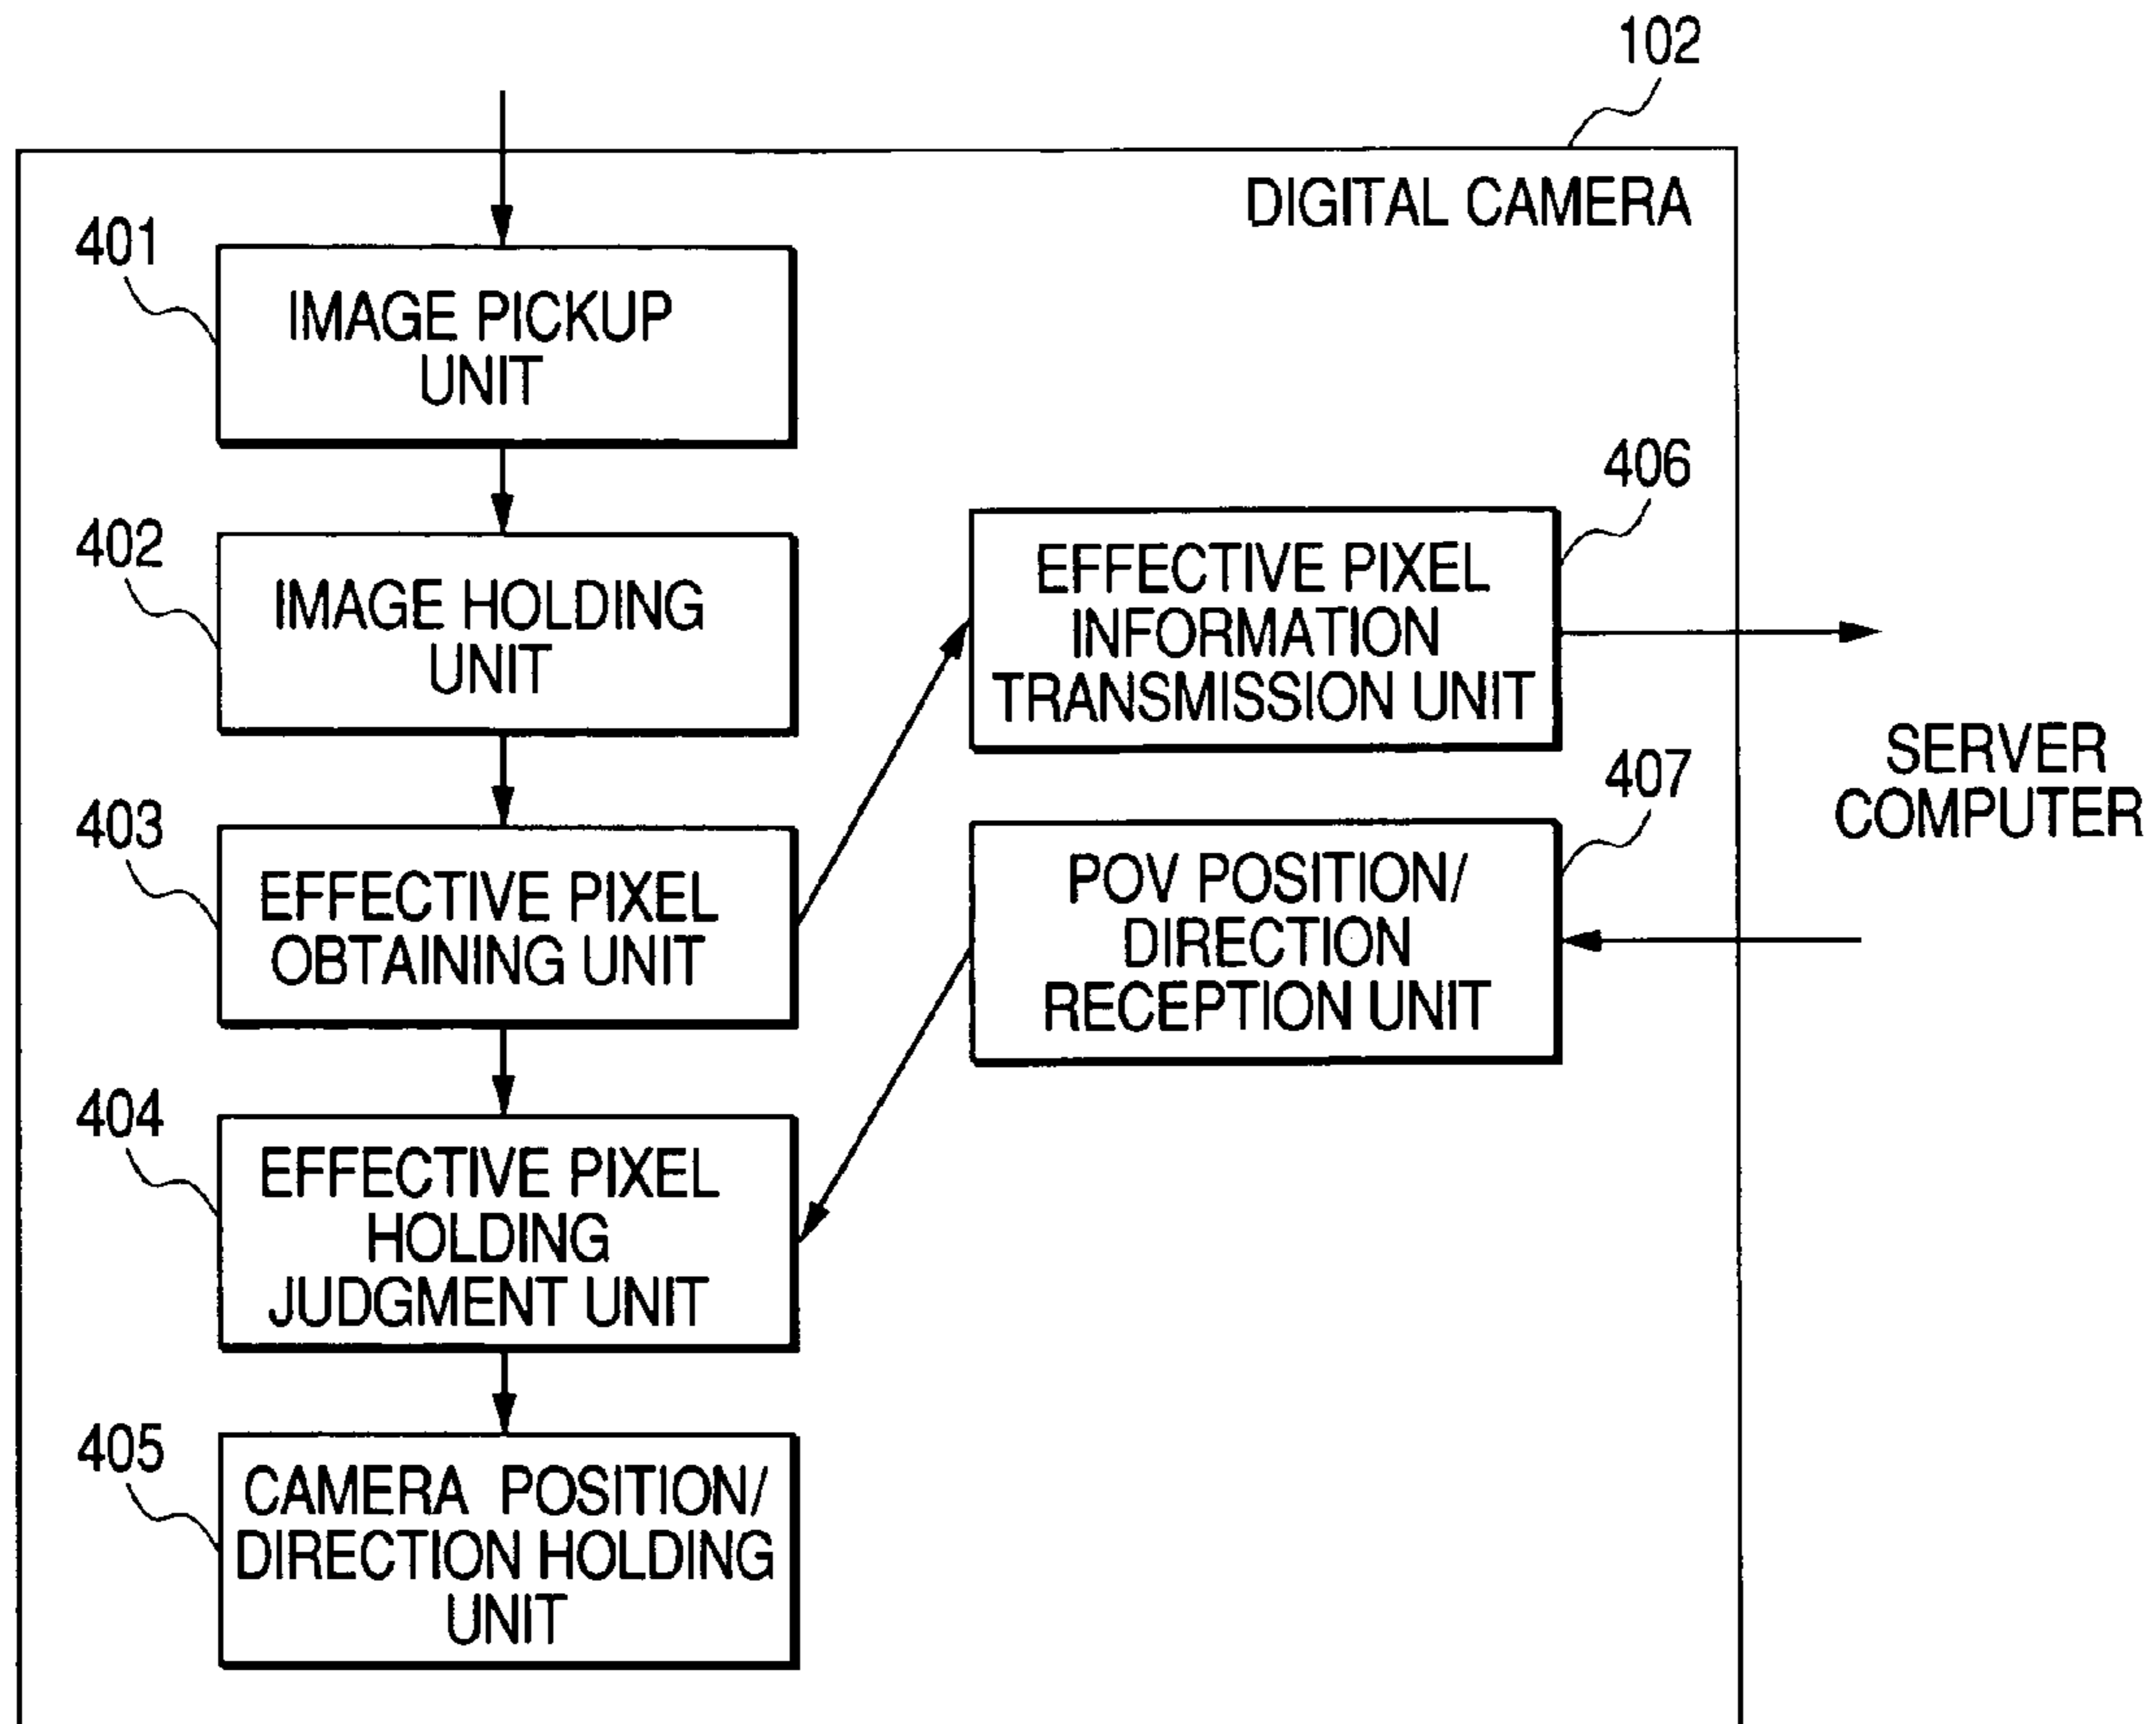 102
DIGITAL CAMERA
401
IMAGE PICKUP
UNIT
402
IMAGE HOLDING
UNIT
403
EFFECTIVE PIXEL
OBTAINING UNIT
404
EFFECTIVE PIXEL
HOLDING
JUDGMENT UNIT
405
CAMERA POSITION/
DIRECTION HOLDING
UNIT
406
EFFECTIVE PIXEL
INFORMATION
TRANSMISSION UNIT
407
POV POSITION/
DIRECTION
RECEPTION UNIT
SERVER
COMPUTER